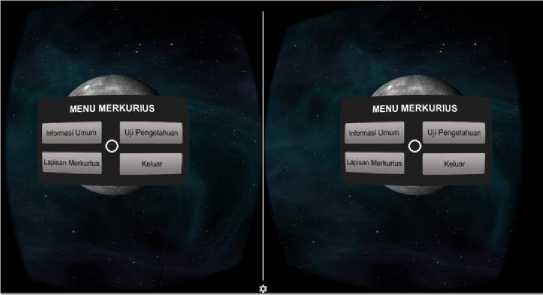 MENU MERKURIUS
Informasi Umum Uji Pengetahuan
Lapisan Merkurius Keluar
MENU MERKURIUS
Informasi Umum Uji Pengetahuan
Lapisan Merkurius Keluar